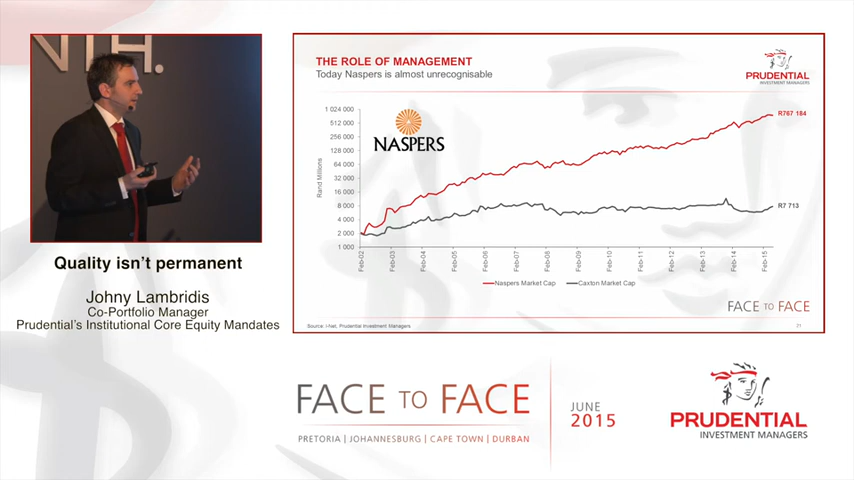 NTH.
Quality isn't permanent
Johny Lambridis
Co-Portfolio Manager
Prudential's Institutional Core Equity Mandates
THE ROLE OF MANAGEMENT
Today Naspers is almost unrecognisable
PRUDENTIAL
INVESTMENT MANAGERS
NASPERS
Rand Millions
1 024 000
512 000
256 000
128 000
64 000
32 000
16 000
8 000
4 000
2 000
1 000
R767 184
R7 713
Feb-02
Feb-03
Feb-04
Feb-05
Feb-06
Feb-07
Feb-08
Feb-09
Feb-10
Feb-11
Feb-12
Feb-13
Feb-14
Feb-15
Naspers Market Cap
Caxton Market Cap
FACE TO FACE
Source: I-Net, Prudential Investment Managers
21
FACE TO FACE
PRETORIA | JOHANNESBURG | CAPE TOWN | DURBAN
JUNE
2015
PRUDENTIAL
INVESTMENT MANAGERS